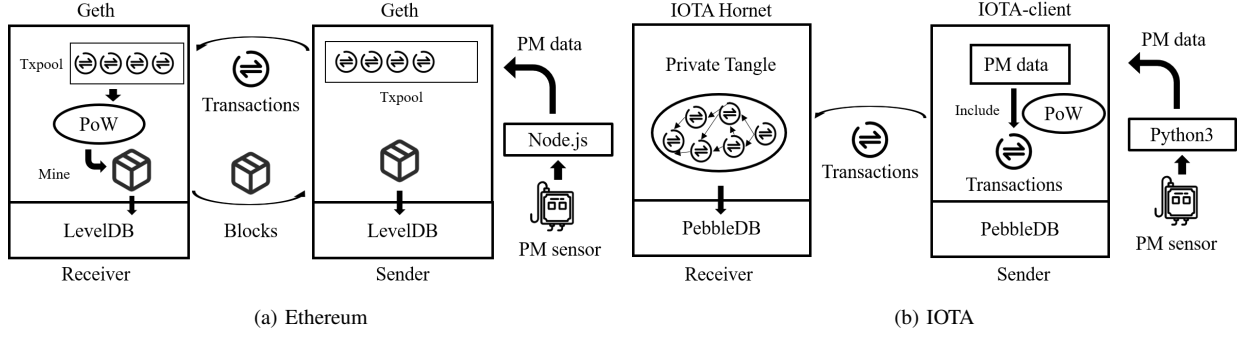 Geth
Txpool
PoW
Mine
LevelDB
Receiver
Transactions
Blocks
Geth
Txpool
LevelDB
Sender
PM data
Node.js
PM sensor
(a) Ethereum
IOTA Hornet
Private Tangle
PebbleDB
Receiver
Transactions
IOTA-client
PM data
Include
PoW
Transactions
PebbleDB
Sender
PM data
Python3
PM sensor
(b) IOTA